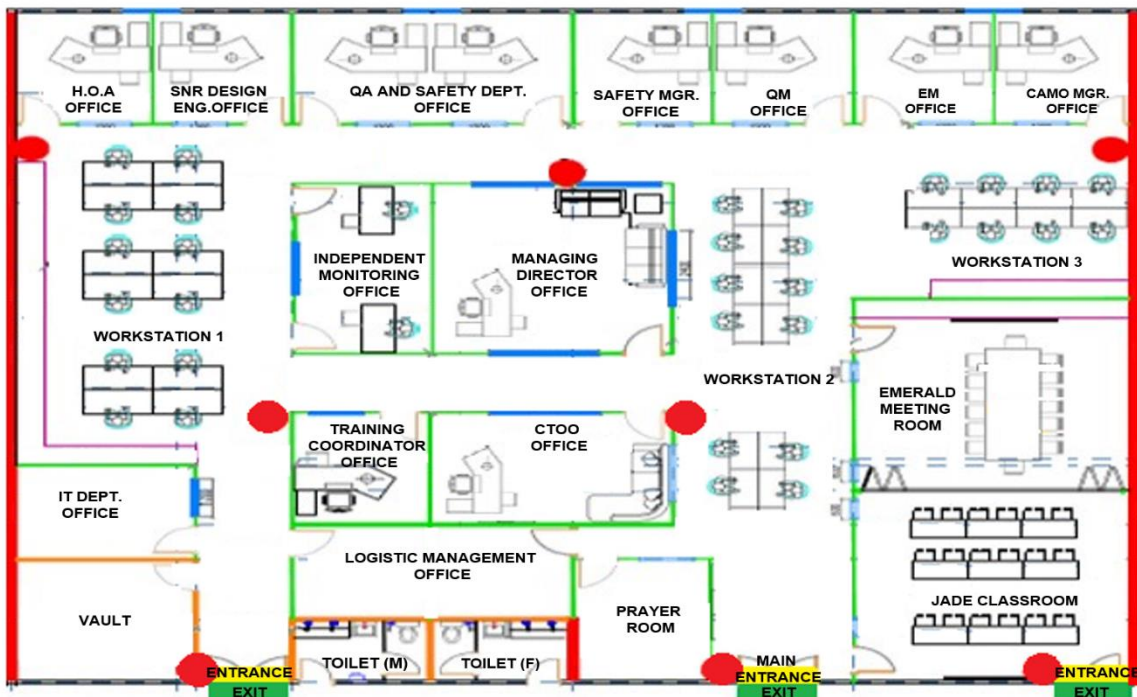 H.O.A
OFFICE
SNR DESIGN
ENG.OFFICE
QA AND SAFETY DEPT.
OFFICE
SAFETY MGR.
OFFICE
QM
OFFICE
EM
OFFICE
CAMO MGR.
OFFICE
INDEPENDENT
MONITORING
OFFICE
MANAGING
DIRECTOR
OFFICE
WORKSTATION 3
WORKSTATION 1
WORKSTATION 2
EMERALD
MEETING
ROOM
TRAINING
COORDINATOR
OFFICE
CTOO
OFFICE
IT DEPT.
OFFICE
LOGISTIC MANAGEMENT
OFFICE
VAULT
PRAYER
ROOM
JADE CLASSROOM
TOILET (M)
TOILET (F)
ENTRANCE
EXIT
MAIN
ENTRANCE
EXIT
ENTRANCE
EXIT